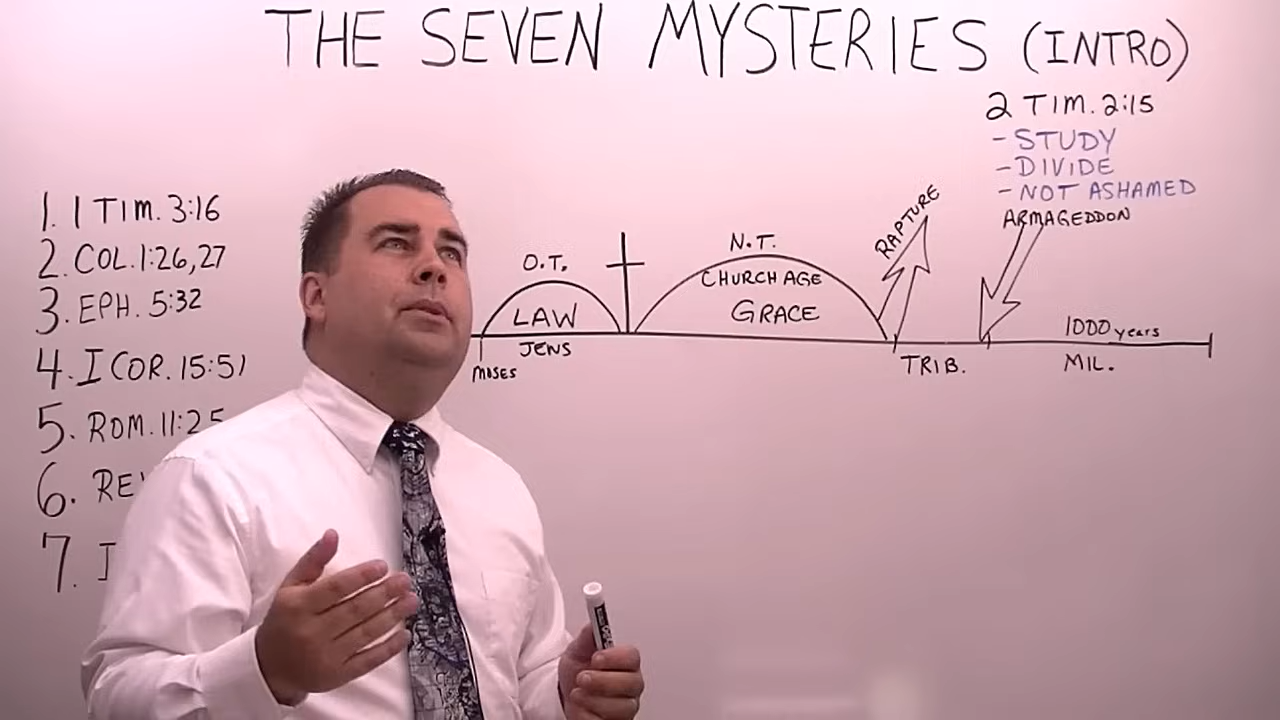 THE SEVEN MYSTERIES (INTRO)
2 TIM. 2:15
- STUDY
- DIVIDE
- NOT ASHAMED
1. 1 TIM. 3:16
2. COL. 1:26,27
3. EPH. 5:32
4. I COR. 15:51
5. ROM. 11:25
6. RE
7. I
O.T.
LAW
JEWS
MOSES
N.T.
CHURCH AGE
GRACE
RAPTURE
TRIB.
ARMAGEDDON
1000 years
MIL.